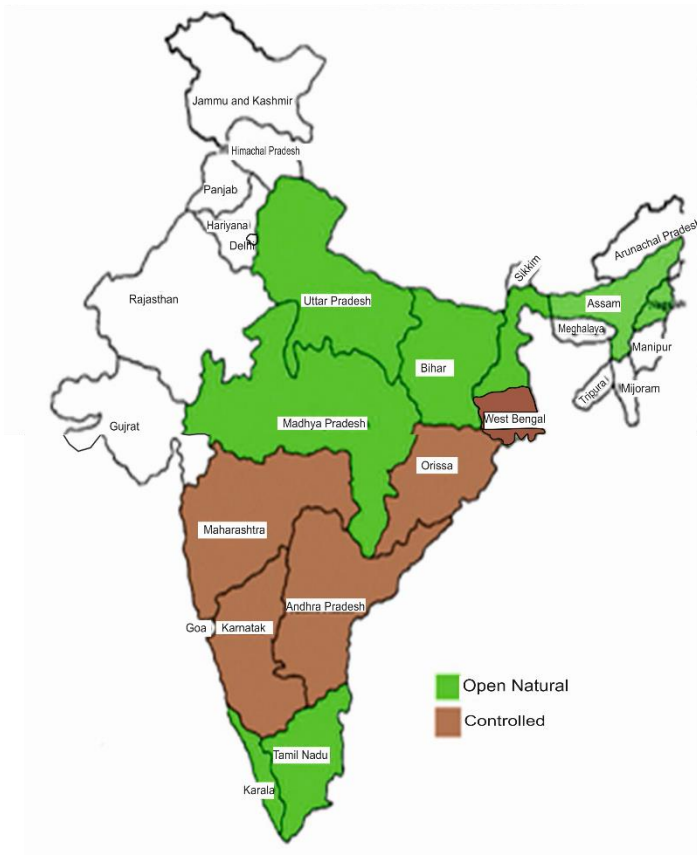 Jammu and Kashmir
Himachal Pradesh
Panjab
Hariyana
Delhi
Arunachal Pradesh
Sikkim
Rajasthan
Uttar Pradesh
Assam
Meghalaya
Manipur
Bihar
Tripura
Mijoram
Gujrat
Madhya Pradesh
West Bengal
Orissa
Maharashtra
Andhra Pradesh
Goa
Karnatak
Open Natural
Controlled
Tamil Nadu
Karala